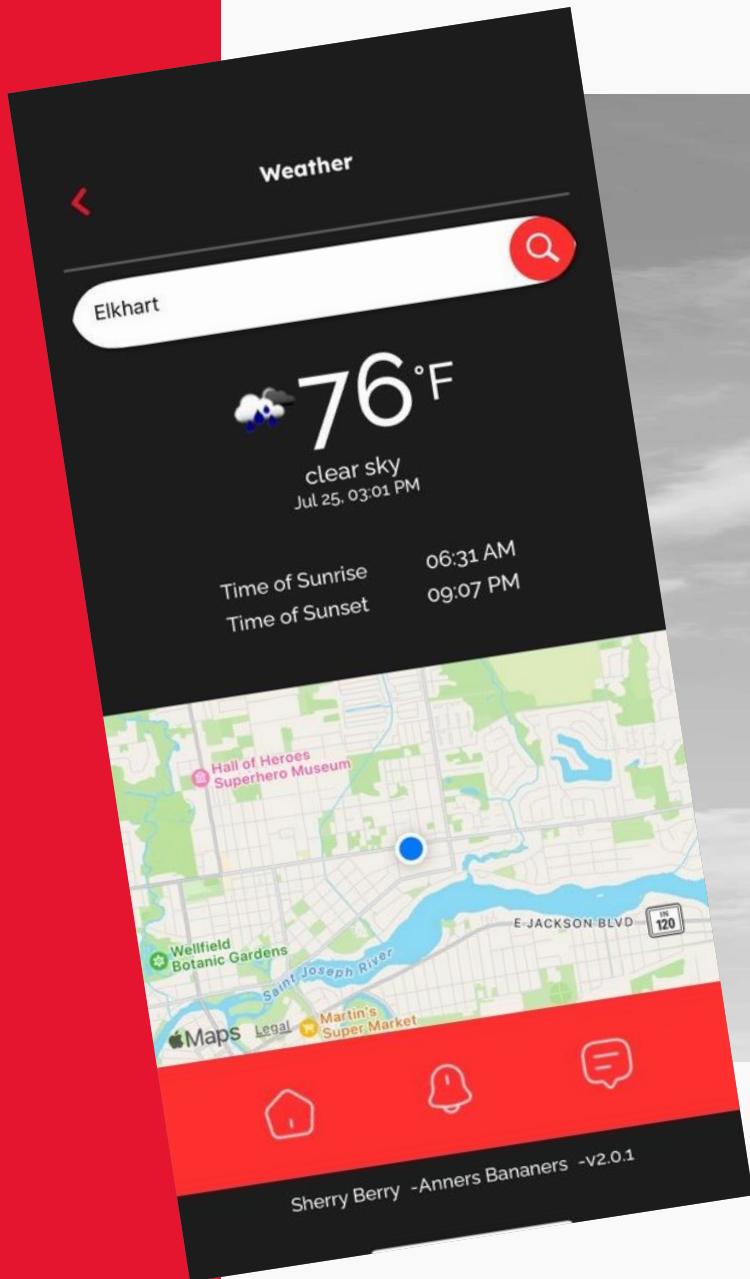 Weather
Elkhart
76°F
clear sky
Jul 25, 03:01 PM
Time of Sunrise 06:31 AM
Time of Sunset 09:07 PM
Hall of Heroes
Superhero Museum
E JACKSON BLVD
IN
120
Wellfield
Botanic Gardens
Saint Joseph River
Maps Legal
Martin's
Super Market
Sherry Berry -Anners Bananers -v2.0.1